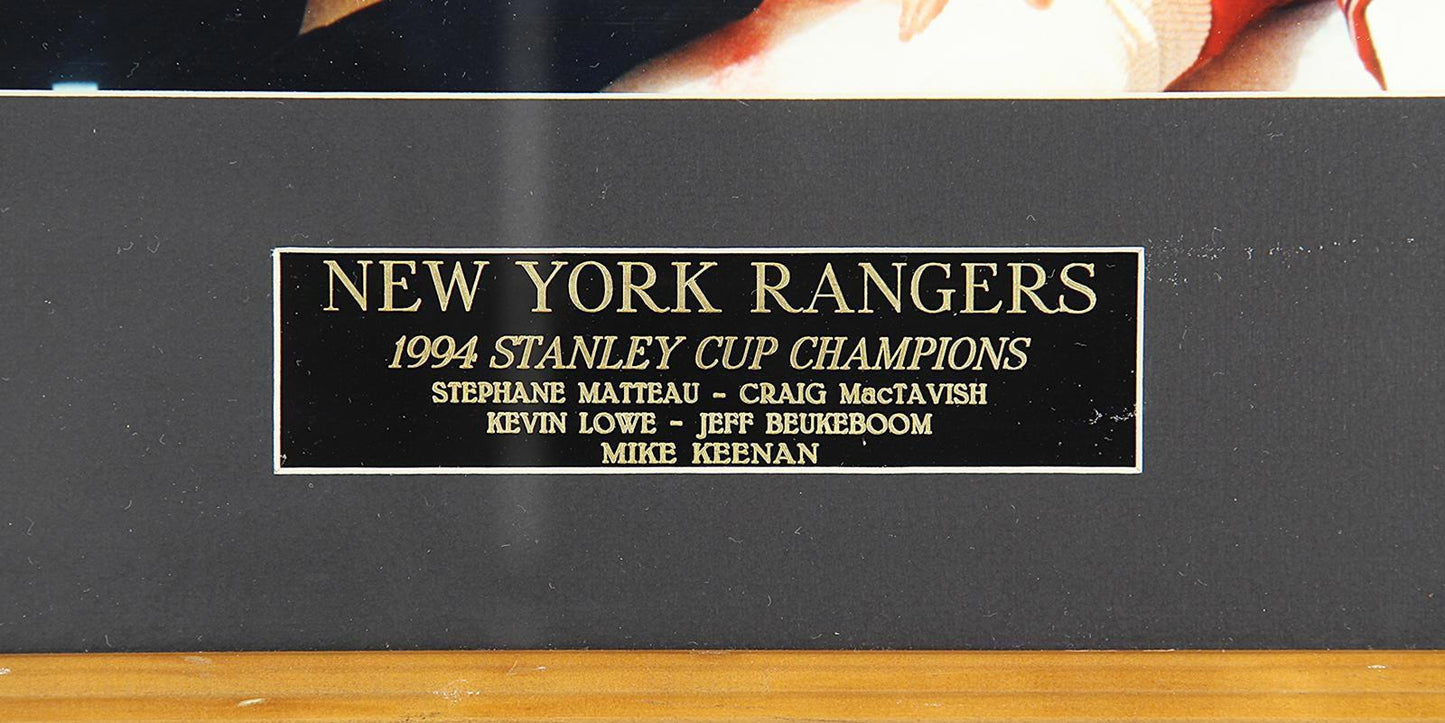 NEW YORK RANGERS
1994 STANLEY CUP CHAMPIONS
STEPHANE MATTEAU - CRAIG MacTAVISH
KEVIN LOWE - JEFF BEUKEBOOM
MIKE KEENAN